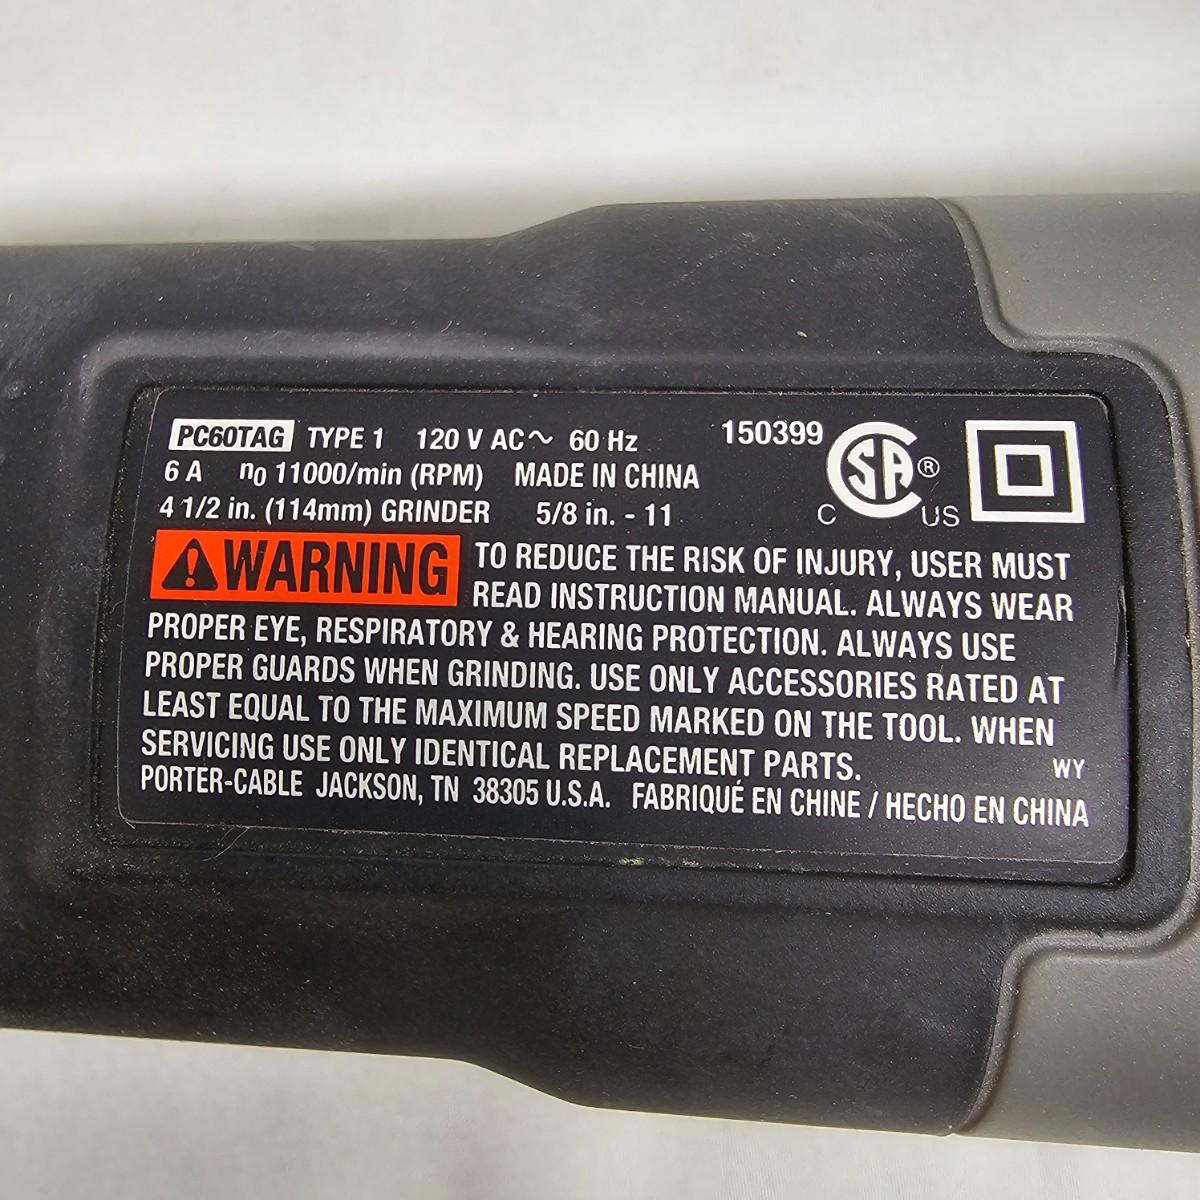 PC60TAG TYPE 1 120 V AC~ 60 Hz 150399
6 A n0 11000/min (RPM) MADE IN CHINA
4 1/2 in. (114mm) GRINDER 5/8 in. - 11
SA ®
C US
WARNING TO REDUCE THE RISK OF INJURY, USER MUST
READ INSTRUCTION MANUAL. ALWAYS WEAR
PROPER EYE, RESPIRATORY & HEARING PROTECTION. ALWAYS USE
PROPER GUARDS WHEN GRINDING. USE ONLY ACCESSORIES RATED AT
LEAST EQUAL TO THE MAXIMUM SPEED MARKED ON THE TOOL. WHEN
SERVICING USE ONLY IDENTICAL REPLACEMENT PARTS. WY
PORTER-CABLE JACKSON, TN 38305 U.S.A. FABRIQUÉ EN CHINE / HECHO EN CHINA